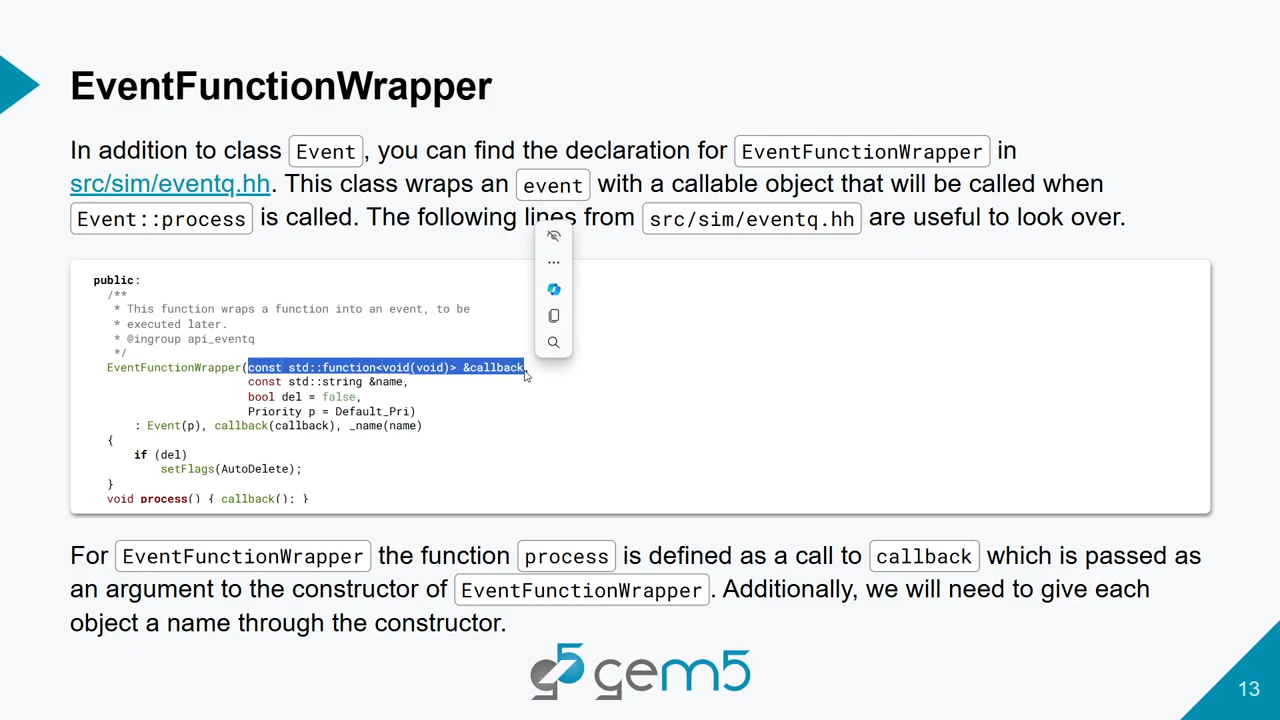 EventFunctionWrapper
In addition to class Event, you can find the declaration for EventFunctionWrapper in
src/sim/eventq.hh. This class wraps an event with a callable object that will be called when
Event::process is called. The following lines from src/sim/eventq.hh are useful to look over.
public:
/**
* This function wraps a function into an event, to be
* executed later.
* @ingroup api_eventq
*/
EventFunctionWrapper(const std::function<void(void)> &callback,
const std::string &name,
bool del = false,
Priority p = Default_Pri)
: Event(p), callback(callback), _name(name)
{
if (del)
setFlags(AutoDelete);
}
void process() { callback(); }
For EventFunctionWrapper the function process is defined as a call to callback which is passed as
an argument to the constructor of EventFunctionWrapper. Additionally, we will need to give each
object a name through the constructor.
g5 gem5
13